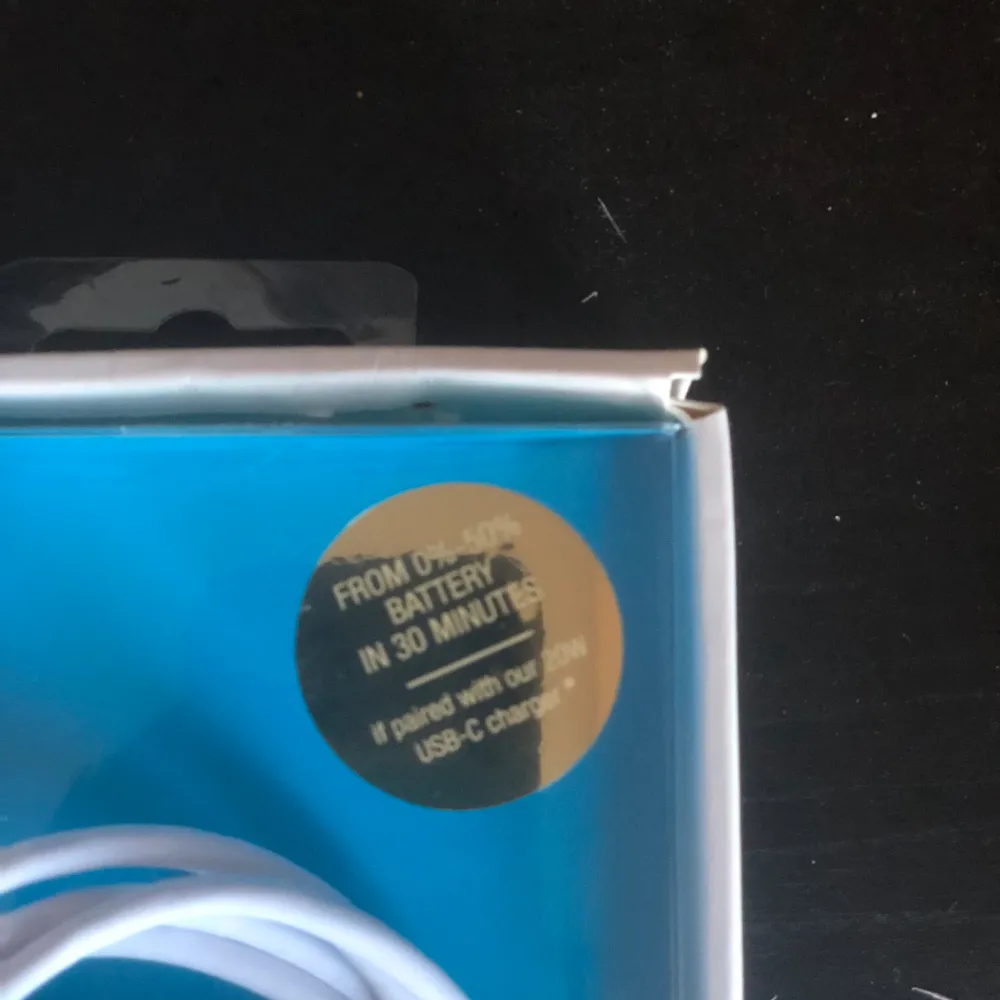 FROM 0%-50%
BATTERY
IN 30 MINUTES
if paired with our 20W
USB-C charger*